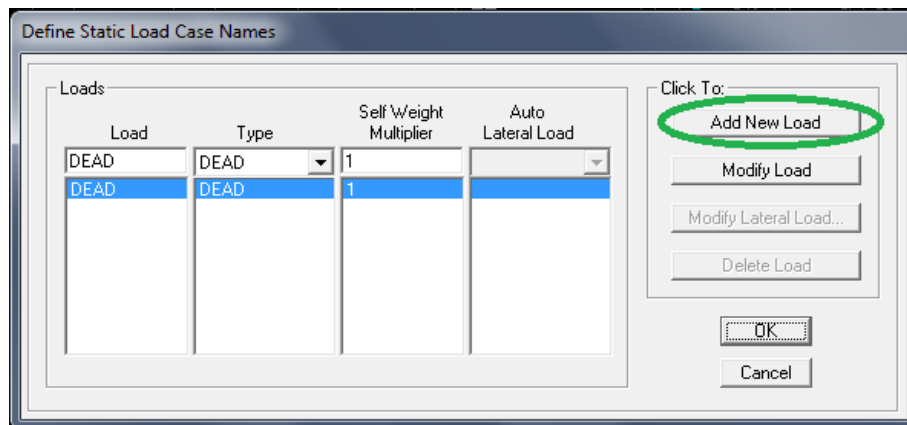 Define Static Load Case Names
Loads
Load Type Self Weight Multiplier Auto Lateral Load
DEAD DEAD 1
DEAD DEAD 1
Click To:
Add New Load
Modify Load
Modify Lateral Load...
Delete Load
OK
Cancel